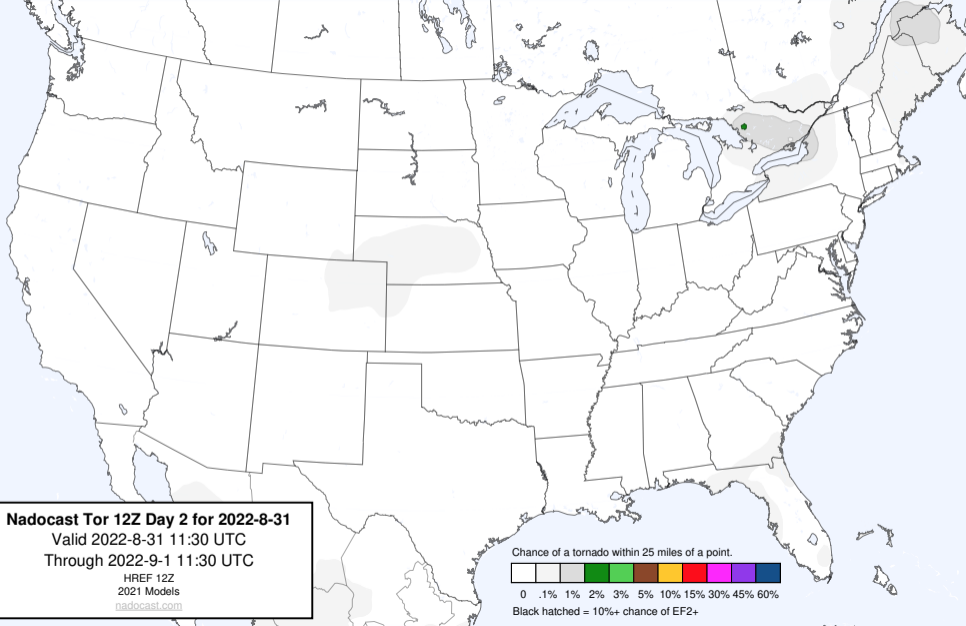 Nadocast Tor 12Z Day 2 for 2022-8-31
Valid 2022-8-31 11:30 UTC
Through 2022-9-1 11:30 UTC
HREF 12Z
2021 Models
nadocast.com
Chance of a tornado within 25 miles of a point.
0 .1% 1% 2% 3% 5% 10% 15% 30% 45% 60%
Black hatched = 10%+ chance of EF2+